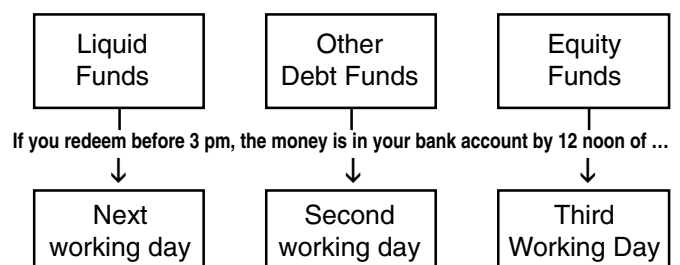 Liquid
Funds
Other
Debt Funds
Equity
Funds
If you redeem before 3 pm, the money is in your bank account by 12 noon of ...
Next
working day
Second
working day
Third
Working Day